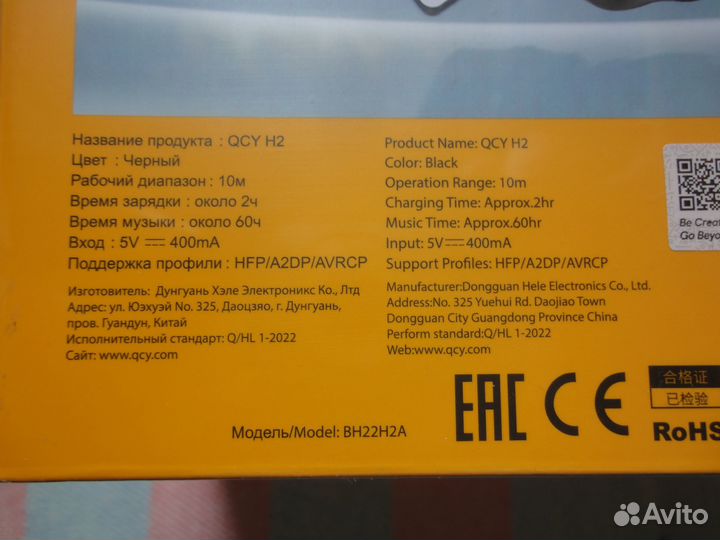 Название продукта : QCY H2
Цвет : Черный
Рабочий диапазон : 10м
Время зарядки : около 2ч
Время музыки : около 60ч
Вход : 5V ⎓ 400mA
Поддержка профили : HFP/A2DP/AVRCP
Изготовитель: Дунгуань Хэле Электроникс Ко., Лтд
Адрес: ул. Юэхуэй No. 325, Даоцзяо, г. Дунгуань,
пров. Гуандун, Китай
Исполнительный стандарт: Q/HL 1-2022
Сайт: www.qcy.com
Product Name: QCY H2
Color: Black
Operation Range: 10m
Charging Time: Approx.2hr
Music Time: Approx.60hr
Input: 5V⎓400mA
Support Profiles: HFP/A2DP/AVRCP
Manufacturer:Dongguan Hele Electronics Co., Ltd.
Address:No. 325 Yuehui Rd. Daojiao Town
Dongguan City Guangdong Province China
Perform standard:Q/HL 1-2022
Web:www.qcy.com
Be Creat
Go Beyo
Модель/Model: BH22H2A
EAC CE
合格证
已检验
RoHS
Avito